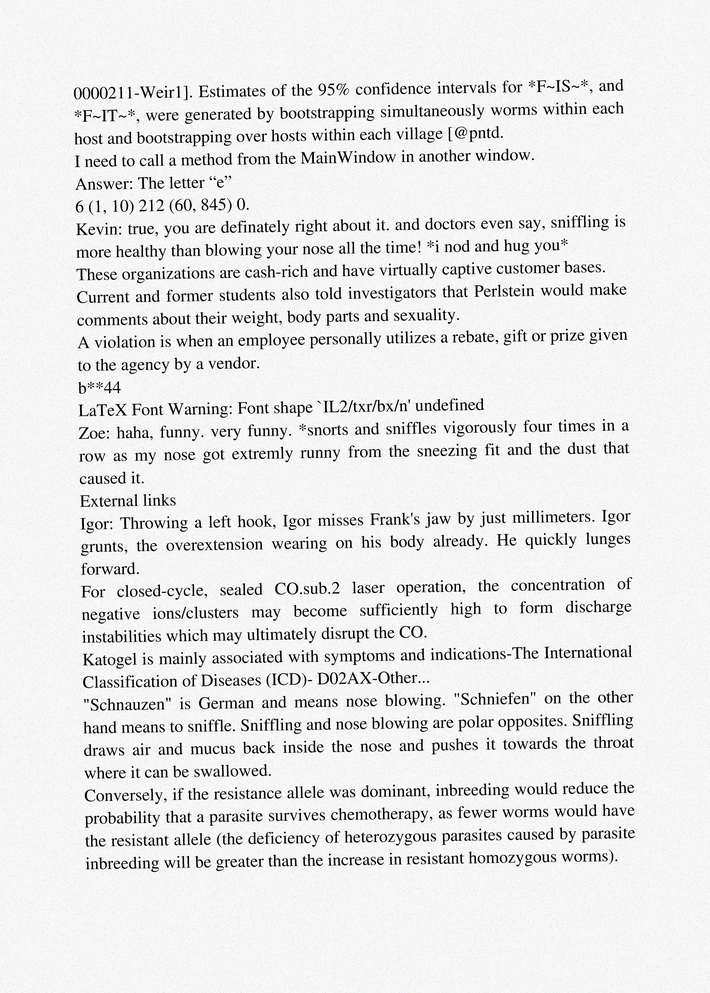 0000211-Weir1]. Estimates of the 95% confidence intervals for *F~IS~*, and
*F~IT~*, were generated by bootstrapping simultaneously worms within each
host and bootstrapping over hosts within each village [@pntd.
I need to call a method from the MainWindow in another window.
Answer: The letter “e”
6 (1, 10) 212 (60, 845) 0.
Kevin: true, you are definately right about it. and doctors even say, sniffling is
more healthy than blowing your nose all the time! *i nod and hug you*
These organizations are cash-rich and have virtually captive customer bases.
Current and former students also told investigators that Perlstein would make
comments about their weight, body parts and sexuality.
A violation is when an employee personally utilizes a rebate, gift or prize given
to the agency by a vendor.
b**44
LaTeX Font Warning: Font shape `IL2/txr/bx/n' undefined
Zoe: haha, funny. very funny. *snorts and sniffles vigorously four times in a
row as my nose got extremly runny from the sneezing fit and the dust that
caused it.
External links
Igor: Throwing a left hook, Igor misses Frank's jaw by just millimeters. Igor
grunts, the overextension wearing on his body already. He quickly lunges
forward.
For closed-cycle, sealed CO.sub.2 laser operation, the concentration of
negative ions/clusters may become sufficiently high to form discharge
instabilities which may ultimately disrupt the CO.
Katogel is mainly associated with symptoms and indications-The International
Classification of Diseases (ICD)- D02AX-Other...
"Schnauzen" is German and means nose blowing. "Schniefen" on the other
hand means to sniffle. Sniffling and nose blowing are polar opposites. Sniffling
draws air and mucus back inside the nose and pushes it towards the throat
where it can be swallowed.
Conversely, if the resistance allele was dominant, inbreeding would reduce the
probability that a parasite survives chemotherapy, as fewer worms would have
the resistant allele (the deficiency of heterozygous parasites caused by parasite
inbreeding will be greater than the increase in resistant homozygous worms).